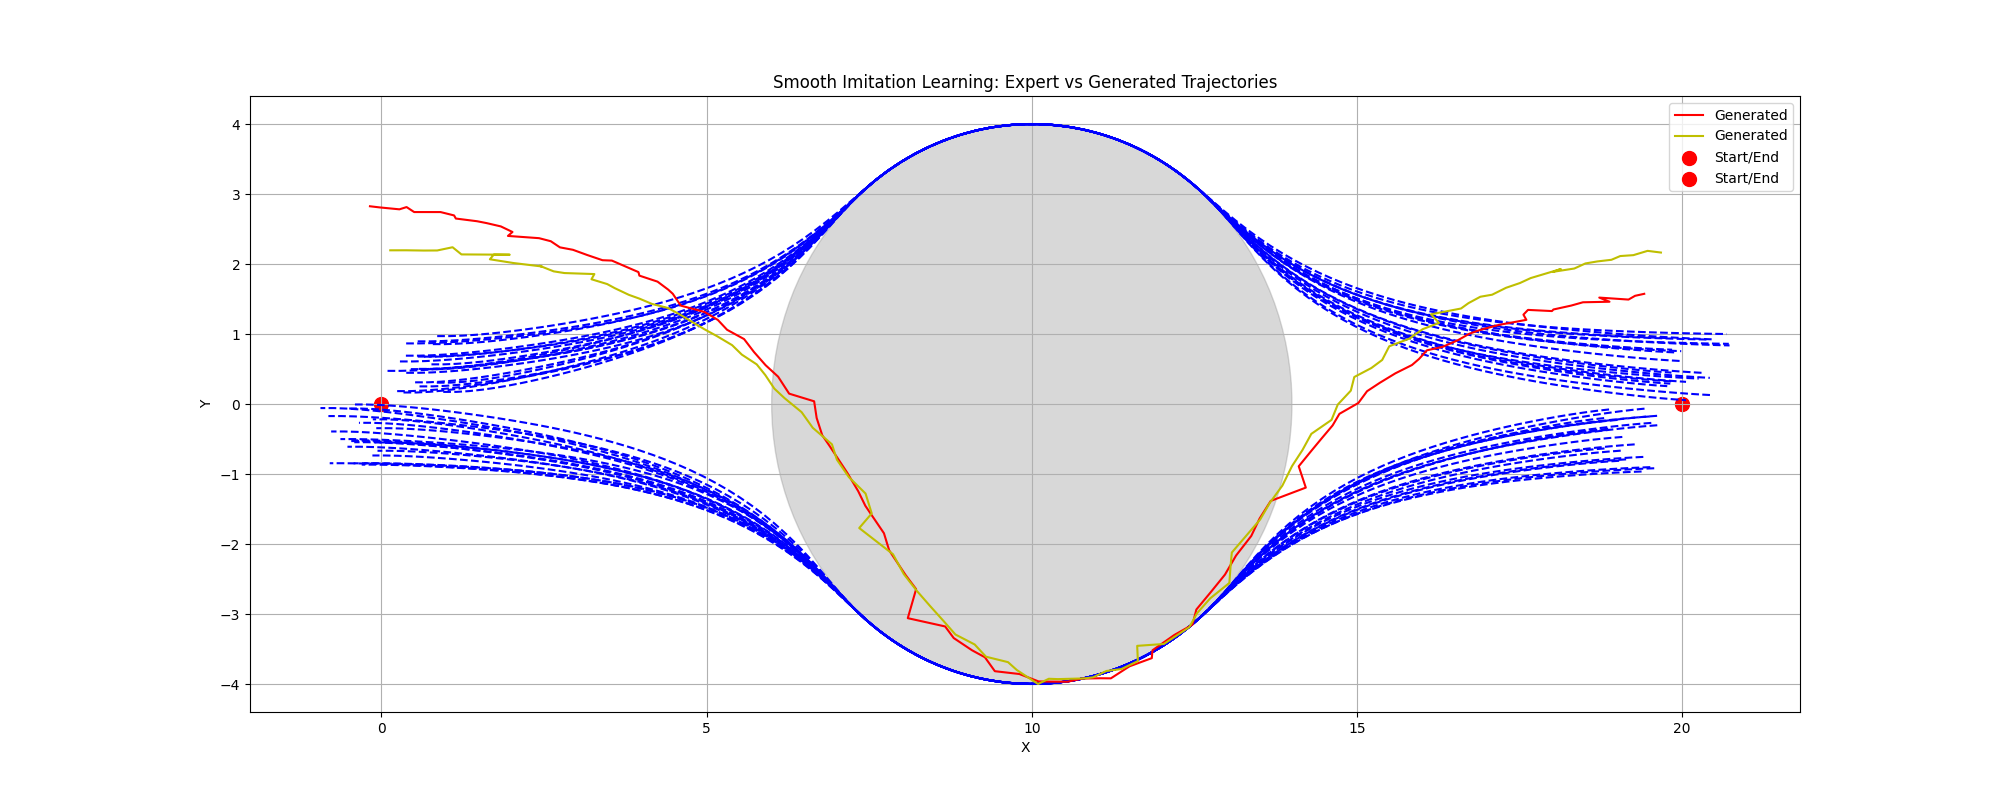 Smooth Imitation Learning: Expert vs Generated Trajectories
Generated
Generated
Start/End
Start/End
4
3
2
1
0
−1
−2
−3
−4
Y
0 5 10 15 20
X